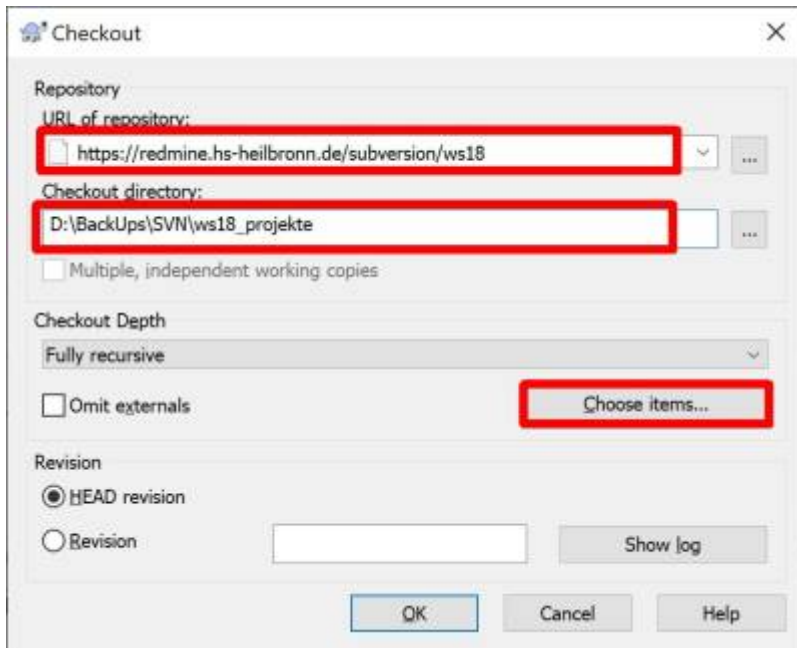 Checkout
Repository
URL of repository:
https://redmine.hs-heilbronn.de/subversion/ws18
...
Checkout directory:
D:\BackUps\SVN\ws18_projekte
...
Multiple, independent working copies
Checkout Depth
Fully recursive
Omit externals
Choose items...
Revision
HEAD revision
Revision
Show log
OK Cancel Help